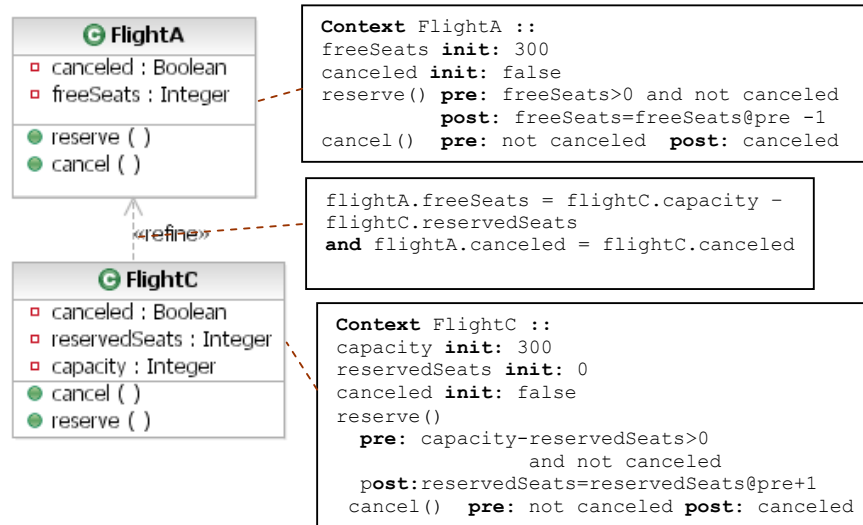 FlightA
canceled : Boolean
freeSeats : Integer
reserve ( )
cancel ( )
Context FlightA ::
freeSeats init: 300
canceled init: false
reserve() pre: freeSeats>0 and not canceled
post: freeSeats=freeSeats@pre -1
cancel() pre: not canceled post: canceled
«refine»
flightA.freeSeats = flightC.capacity –
flightC.reservedSeats
and flightA.canceled = flightC.canceled
FlightC
canceled : Boolean
reservedSeats : Integer
capacity : Integer
cancel ( )
reserve ( )
Context FlightC ::
capacity init: 300
reservedSeats init: 0
canceled init: false
reserve()
pre: capacity-reservedSeats>0
and not canceled
post:reservedSeats=reservedSeats@pre+1
cancel() pre: not canceled post: canceled